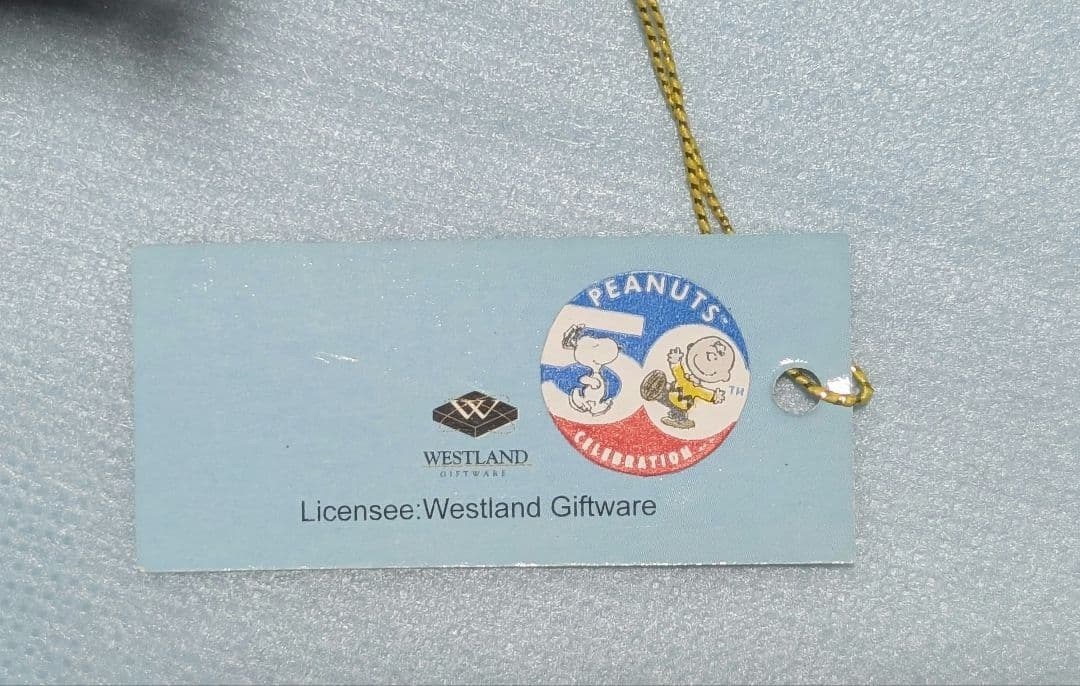 PEANUTS
50
TH
CELEBRATION
W
WESTLAND
GIFTWARE
Licensee:Westland Giftware